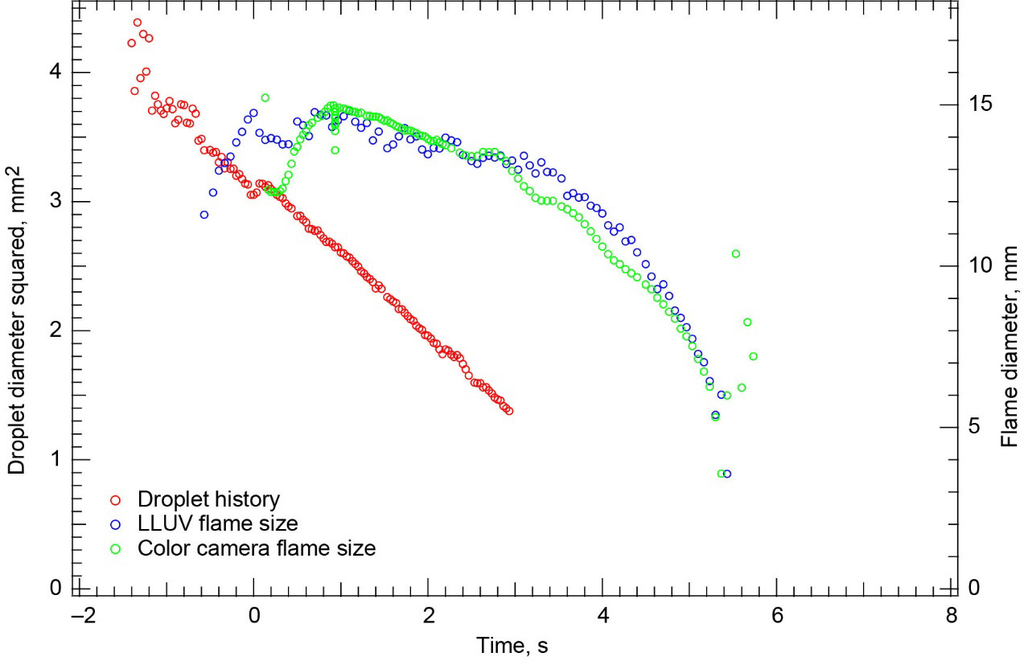 Droplet diameter squared, mm2
4
3
2
1
0
15
10
5
0
Flame diameter, mm
Droplet history
LLUV flame size
Color camera flame size
–2 0 2 4 6 8
Time, s